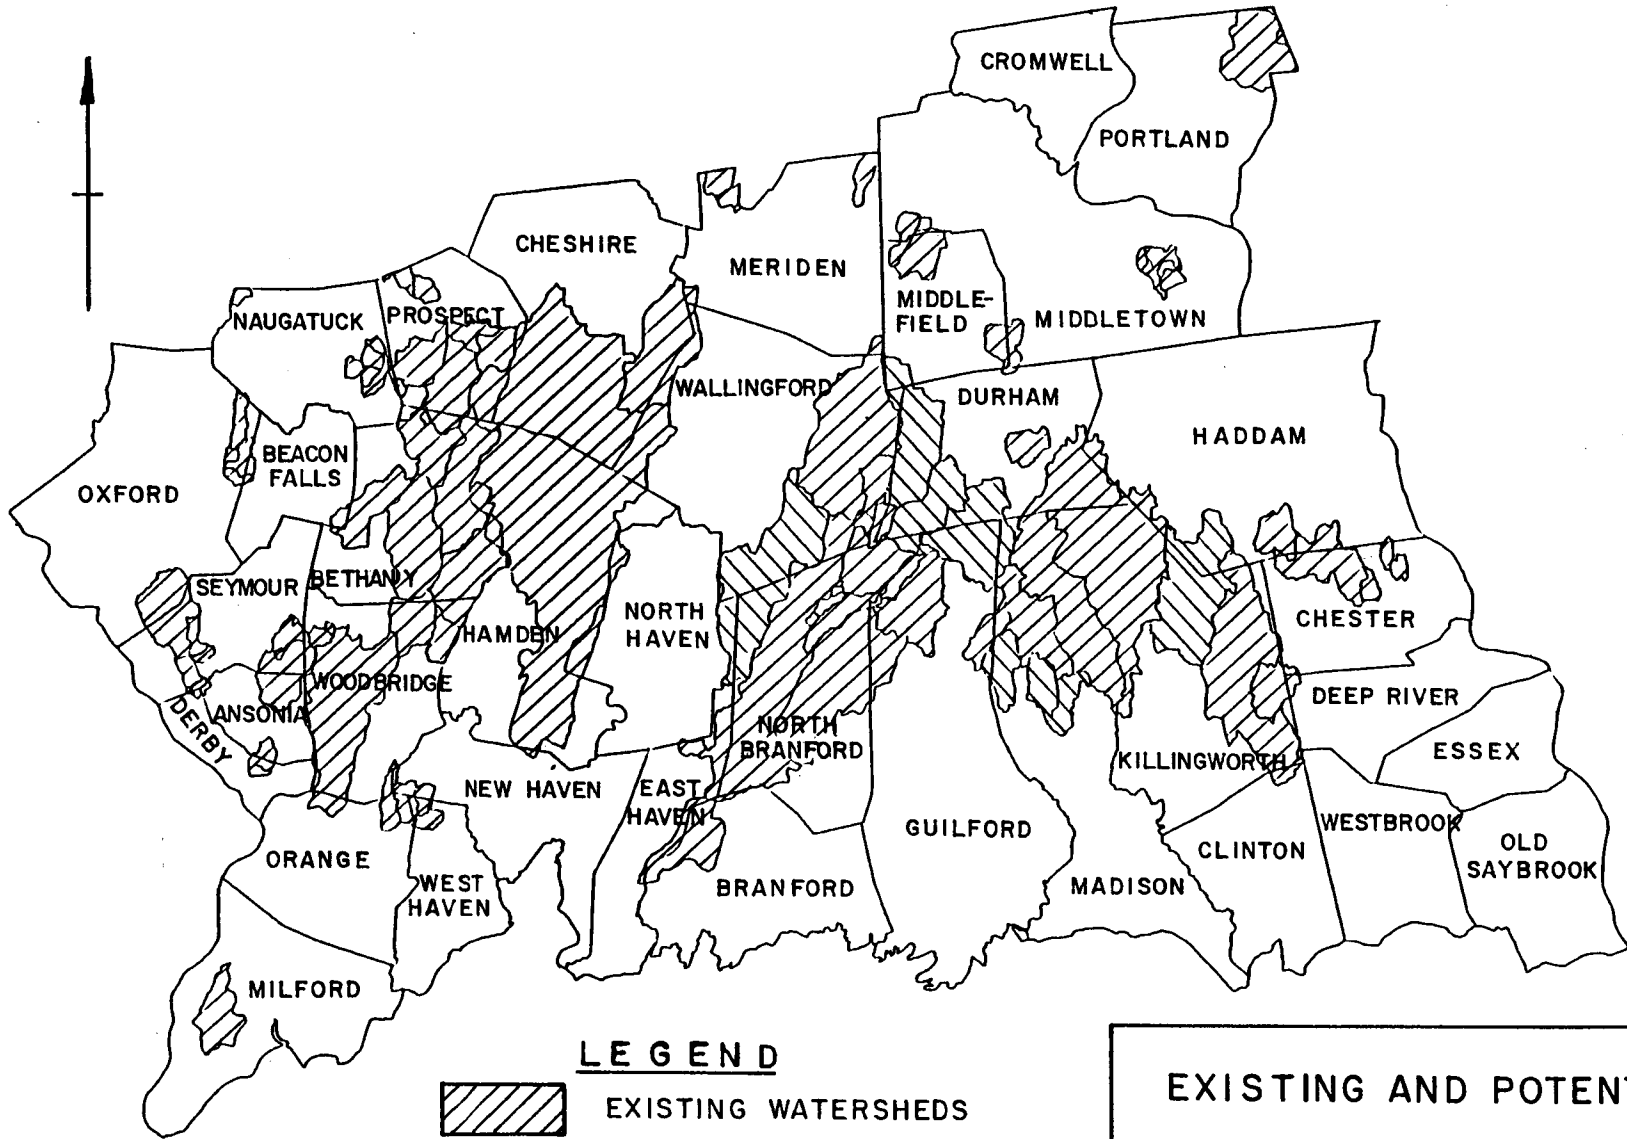 CROMWELL
PORTLAND
CHESHIRE
MERIDEN
NAUGATUCK
PROSPECT
MIDDLE-
FIELD
MIDDLETOWN
WALLINGFORD
DURHAM
HADDAM
BEACON
FALLS
OXFORD
SEYMOUR
BETHANY
HAMDEN
NORTH
HAVEN
CHESTER
WOODBRIDGE
DEEP RIVER
DERBY
ANSONIA
NORTH
BRANFORD
ESSEX
KILLINGWORTH
NEW HAVEN
EAST
HAVEN
GUILFORD
WESTBROOK
OLD
SAYBROOK
ORANGE
CLINTON
WEST
HAVEN
BRANFORD
MADISON
MILFORD
LEGEND
EXISTING WATERSHEDS
EXISTING AND POTEN